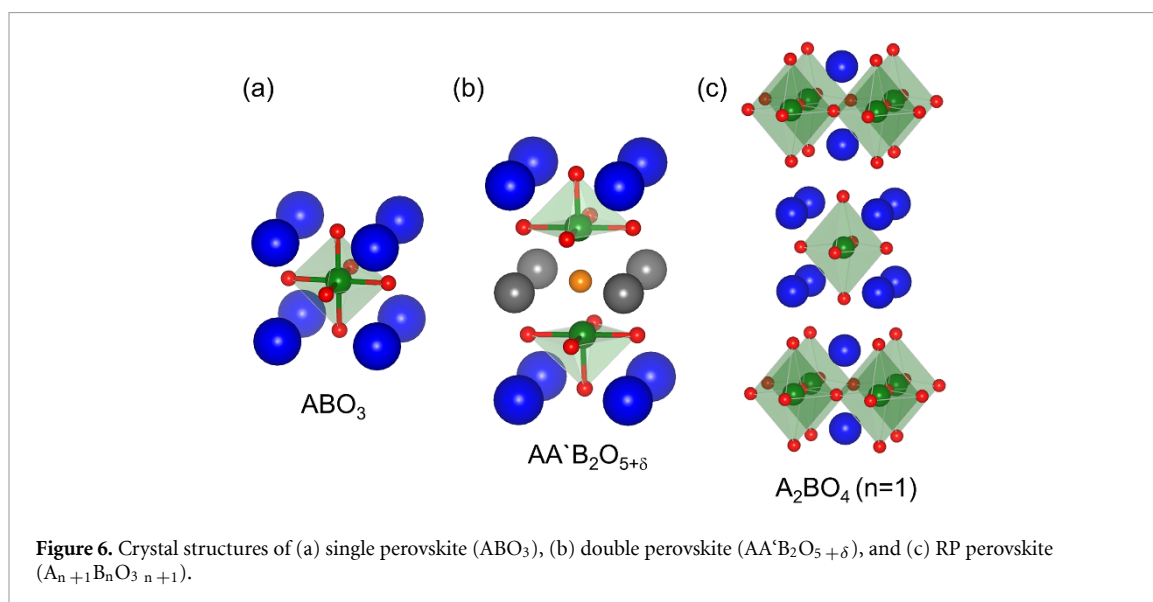 (a)
(b)
(c)
ABO₃
AA`B₂O₅₊δ
A₂BO₄ (n=1)
Figure 6. Crystal structures of (a) single perovskite (ABO₃), (b) double perovskite (AA‘B₂O₅ ₊δ), and (c) RP perovskite
(Aₙ ₊₁BₙO₃ ₙ₊₁).